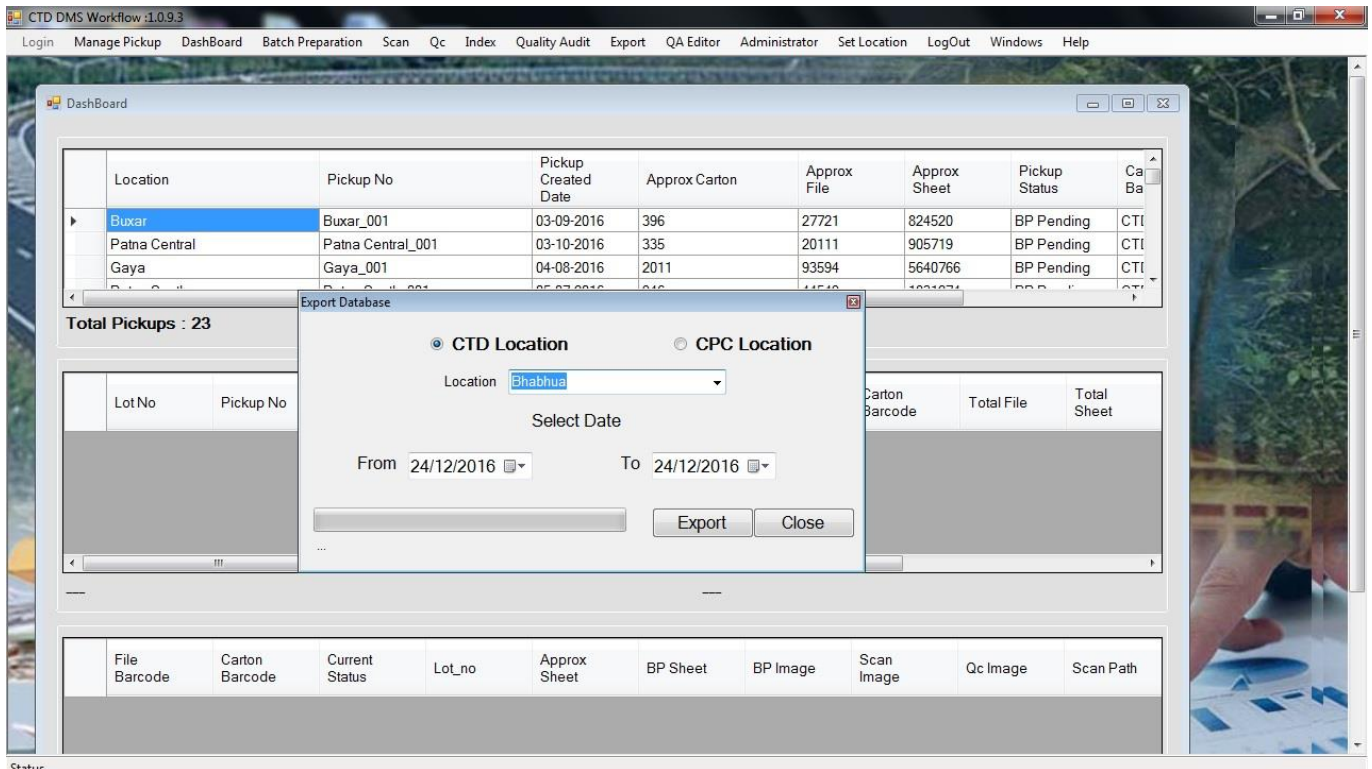 CTD DMS Workflow :1.0.9.3
Login Manage Pickup DashBoard Batch Preparation Scan Qc Index Quality Audit Export QA Editor Administrator Set Location LogOut Windows Help
DashBoard
Location Pickup No Pickup Created Date Approx Carton Approx File Approx Sheet Pickup Status Ca Ba
Buxar Buxar_001 03-09-2016 396 27721 824520 BP Pending CTD
Patna Central Patna Central_001 03-10-2016 335 20111 905719 BP Pending CTD
Gaya Gaya_001 04-08-2016 2011 93594 5640766 BP Pending CTD
Total Pickups : 23
Export Database
CTD Location CPC Location
Location Bhabhua
Select Date
From 24/12/2016 To 24/12/2016
Export Close
...
Lot No Pickup No Carton Barcode Total File Total Sheet
--- ---
File Barcode Carton Barcode Current Status Lot_no Approx Sheet BP Sheet BP Image Scan Image Qc Image Scan Path
Status